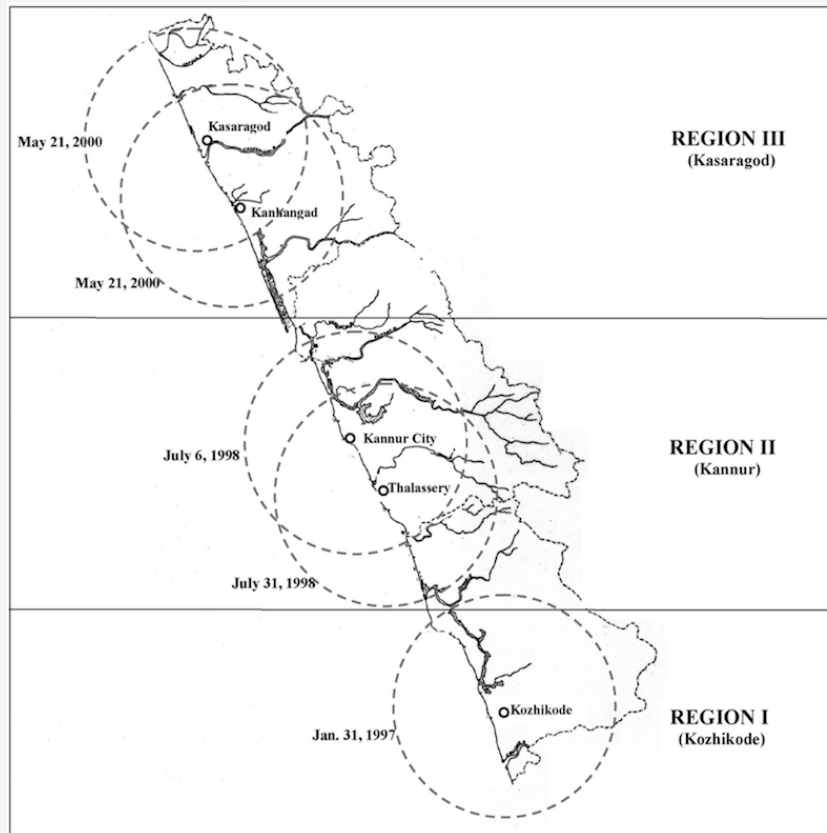 REGION III
(Kasaragod)
Kasaragod
May 21, 2000
Kanhangad
May 21, 2000
REGION II
(Kannur)
Kannur City
July 6, 1998
Thalassery
July 31, 1998
REGION I
(Kozhikode)
Kozhikode
Jan. 31, 1997